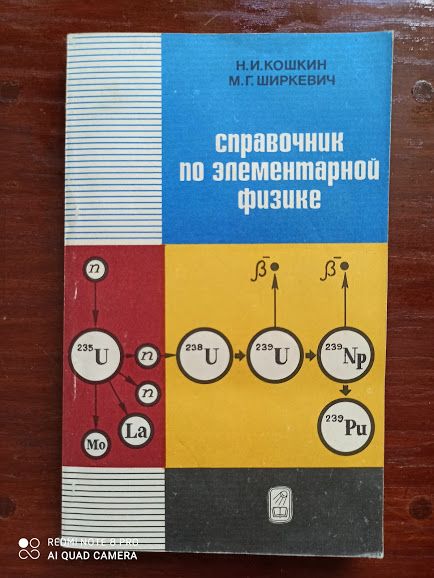 Н.И.КОШКИН
М.Г.ШИРКЕВИЧ
справочник
по элементарной
физике
n
β⁻
β⁻
²³⁵U
n
²³⁸U
²³⁹U
²³⁹Np
n
Mo
La
²³⁹Pu
REDMI NOTE 8 PRO
AI QUAD CAMERA